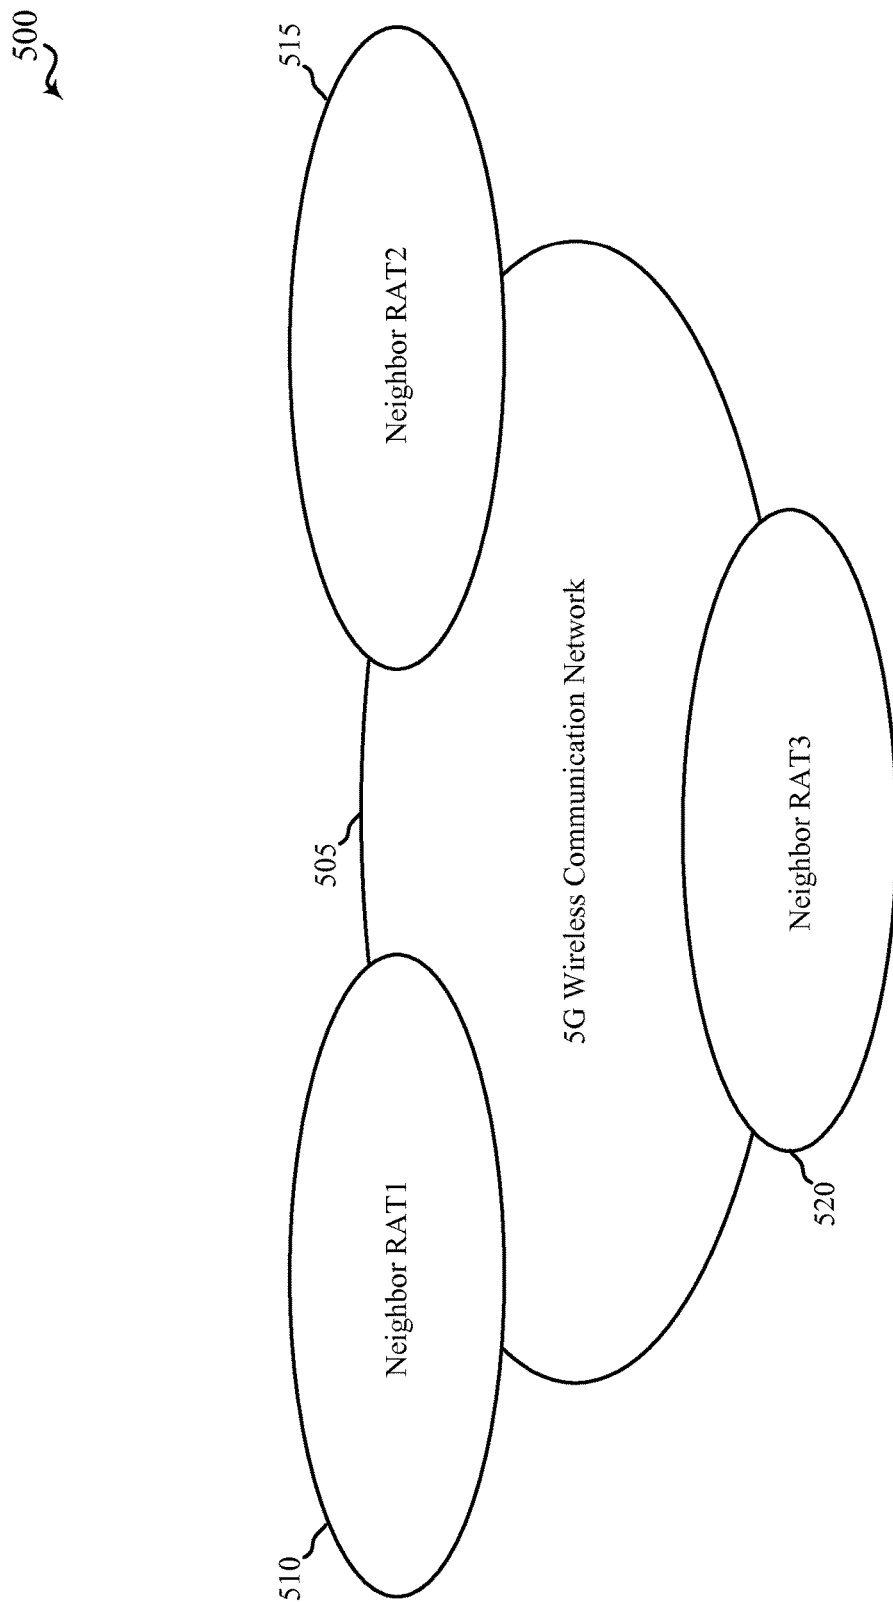 500
510
Neighbor RAT1
505
515
Neighbor RAT2
5G Wireless Communication Network
520
Neighbor RAT3